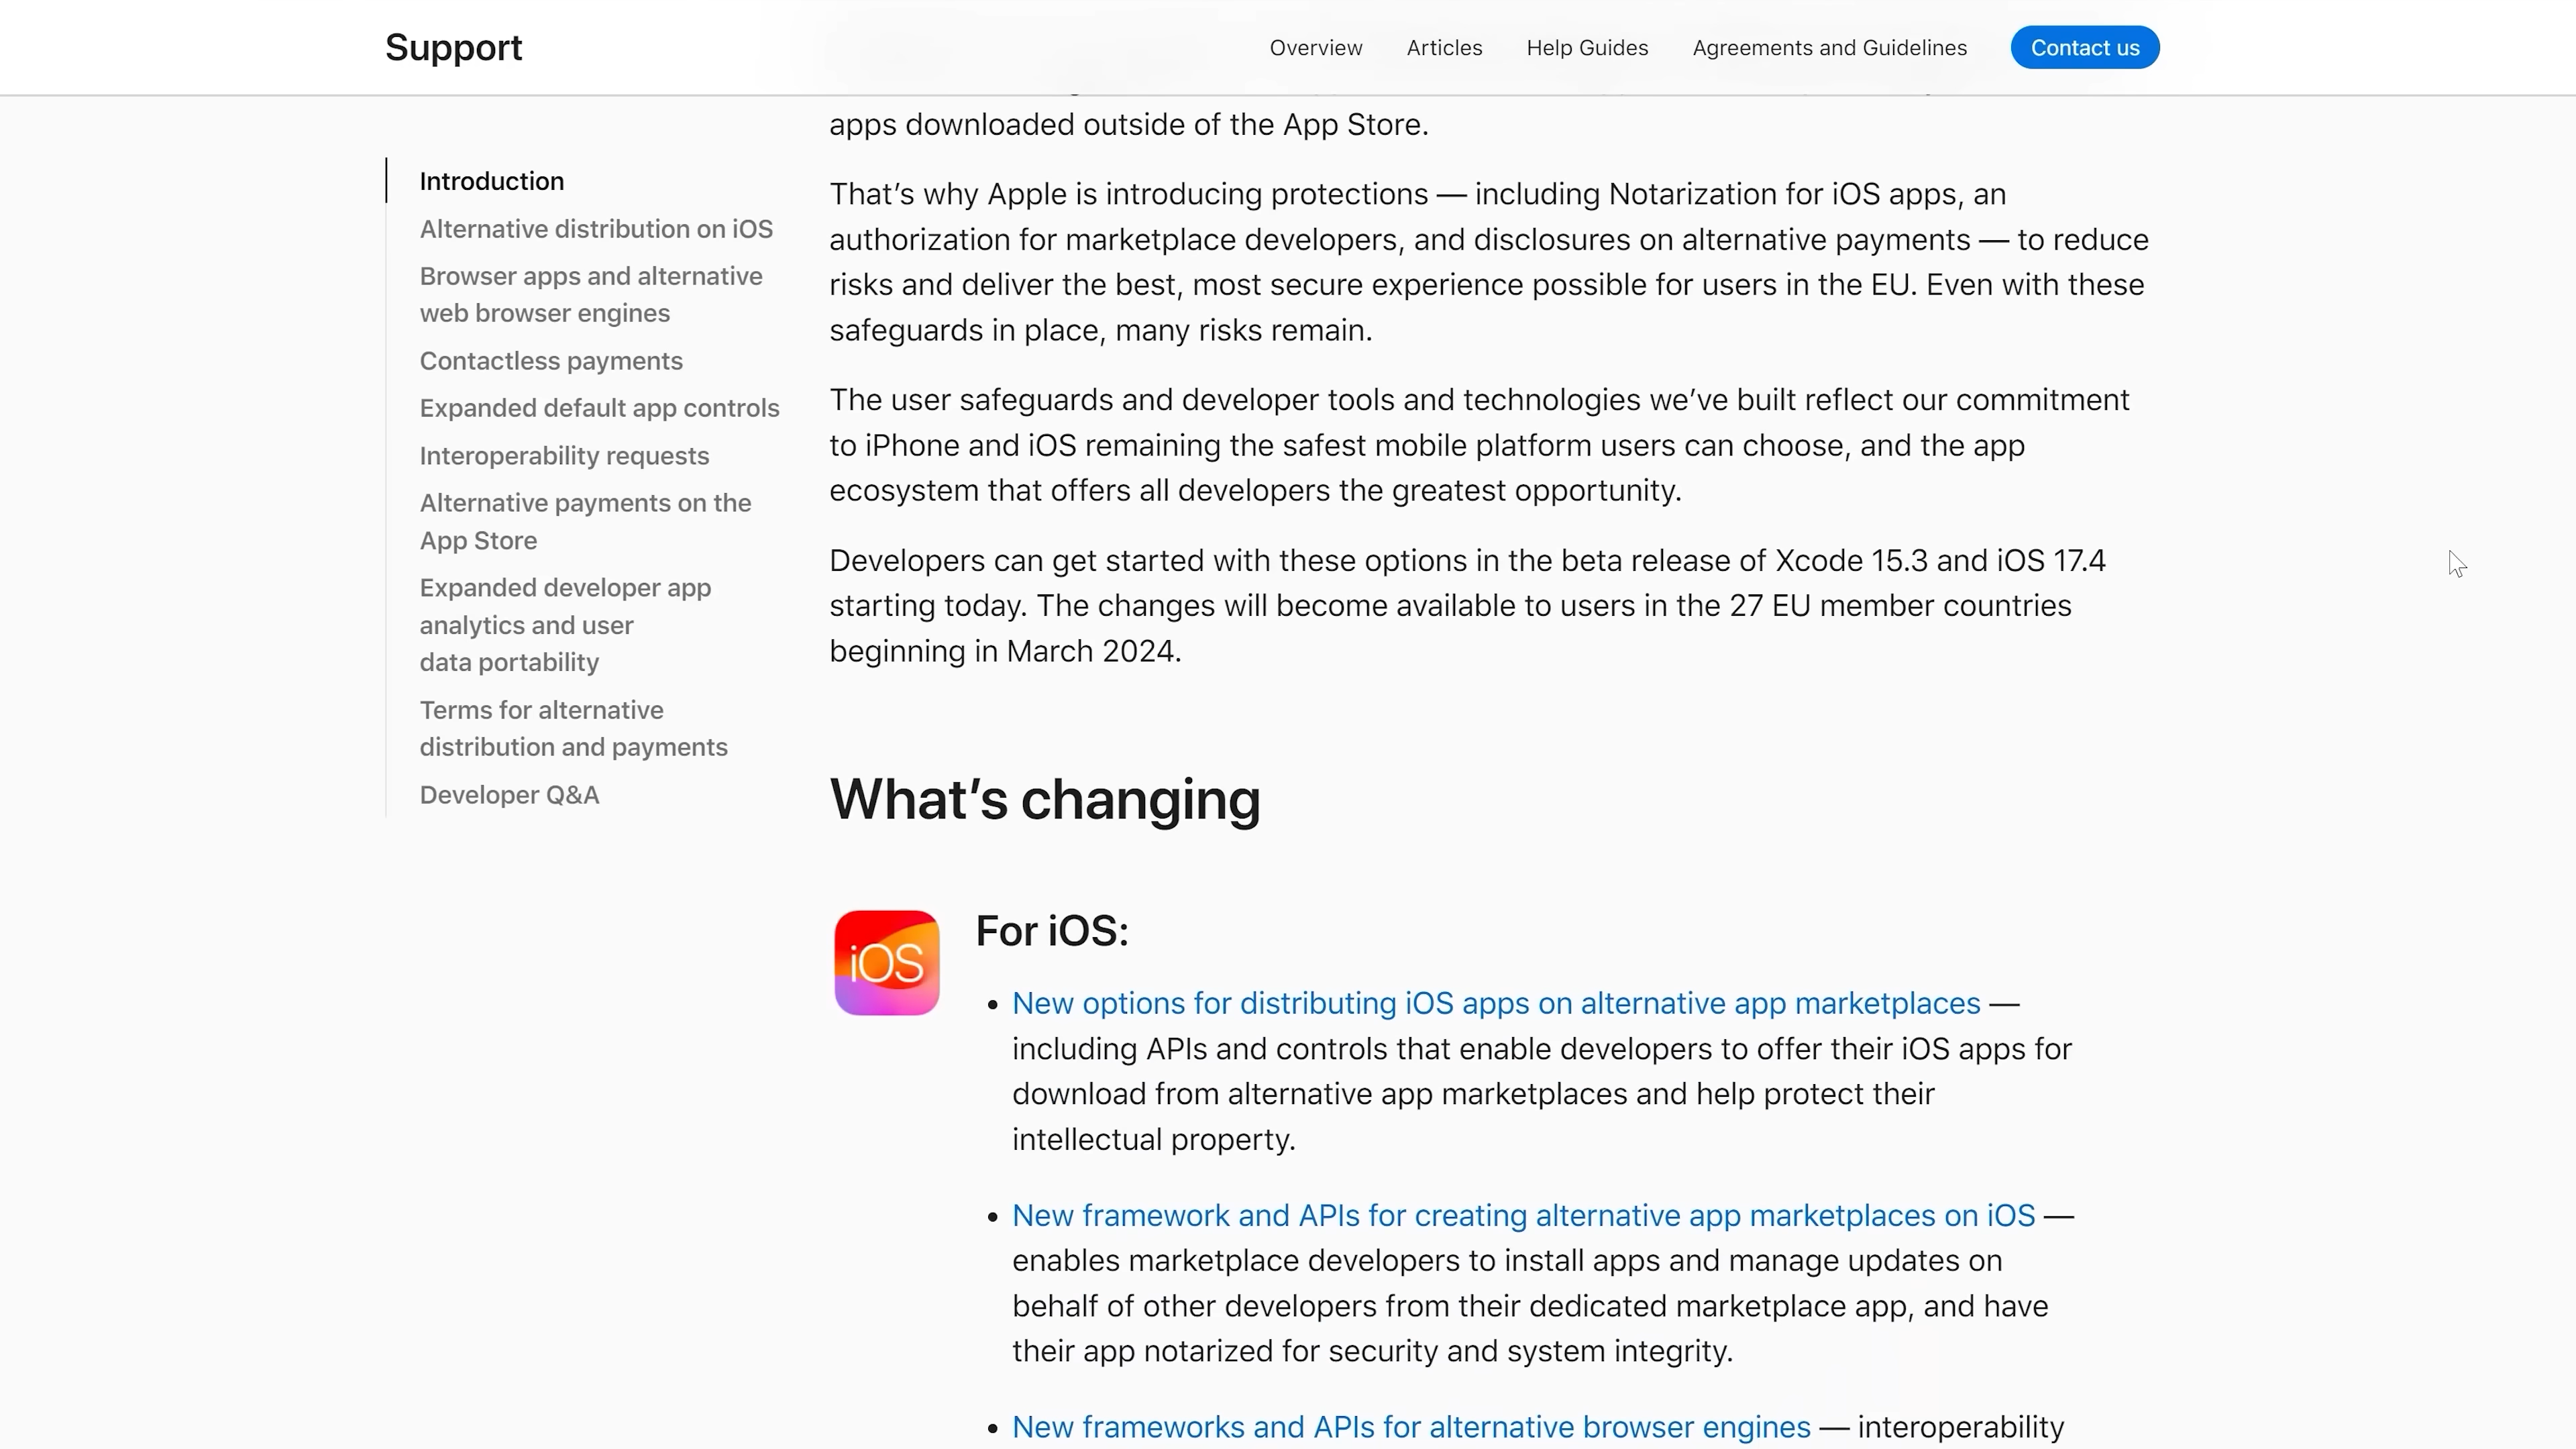 Support
Overview
Articles
Help Guides
Agreements and Guidelines
Contact us
Introduction
Alternative distribution on iOS
Browser apps and alternative
web browser engines
Contactless payments
Expanded default app controls
Interoperability requests
Alternative payments on the
App Store
Expanded developer app
analytics and user
data portability
Terms for alternative
distribution and payments
Developer Q&A
apps downloaded outside of the App Store.
That’s why Apple is introducing protections — including Notarization for iOS apps, an
authorization for marketplace developers, and disclosures on alternative payments — to reduce
risks and deliver the best, most secure experience possible for users in the EU. Even with these
safeguards in place, many risks remain.
The user safeguards and developer tools and technologies we’ve built reflect our commitment
to iPhone and iOS remaining the safest mobile platform users can choose, and the app
ecosystem that offers all developers the greatest opportunity.
Developers can get started with these options in the beta release of Xcode 15.3 and iOS 17.4
starting today. The changes will become available to users in the 27 EU member countries
beginning in March 2024.
What’s changing
iOS
For iOS:
• New options for distributing iOS apps on alternative app marketplaces —
including APIs and controls that enable developers to offer their iOS apps for
download from alternative app marketplaces and help protect their
intellectual property.
• New framework and APIs for creating alternative app marketplaces on iOS —
enables marketplace developers to install apps and manage updates on
behalf of other developers from their dedicated marketplace app, and have
their app notarized for security and system integrity.
• New frameworks and APIs for alternative browser engines — interoperability